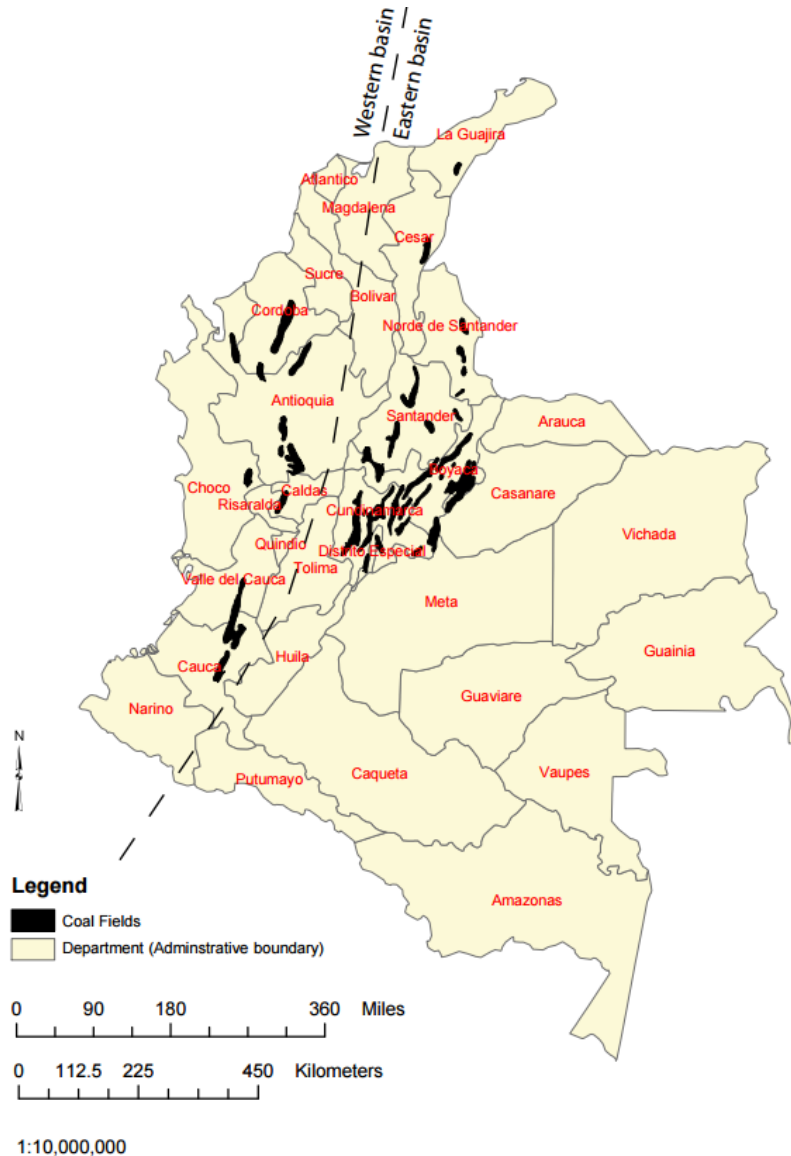 Western basin
Eastern basin
La Guajira
Atlantico
Magdalena
Cesar
Sucre
Bolivar
Cordoba
Norde de Santander
Antioquia
Santander
Arauca
Boyaca
Casanare
Choco
Caldas
Risaralda
Cundinamarca
Vichada
Quindio
Distrito Especial
Tolima
Valle del Cauca
Meta
Guainia
Huila
Cauca
Guaviare
Narino
N
Caqueta
Vaupes
Putumayo
Amazonas
Legend
Coal Fields
Department (Adminstrative boundary)
0 90 180 360 Miles
0 112.5 225 450 Kilometers
1:10,000,000